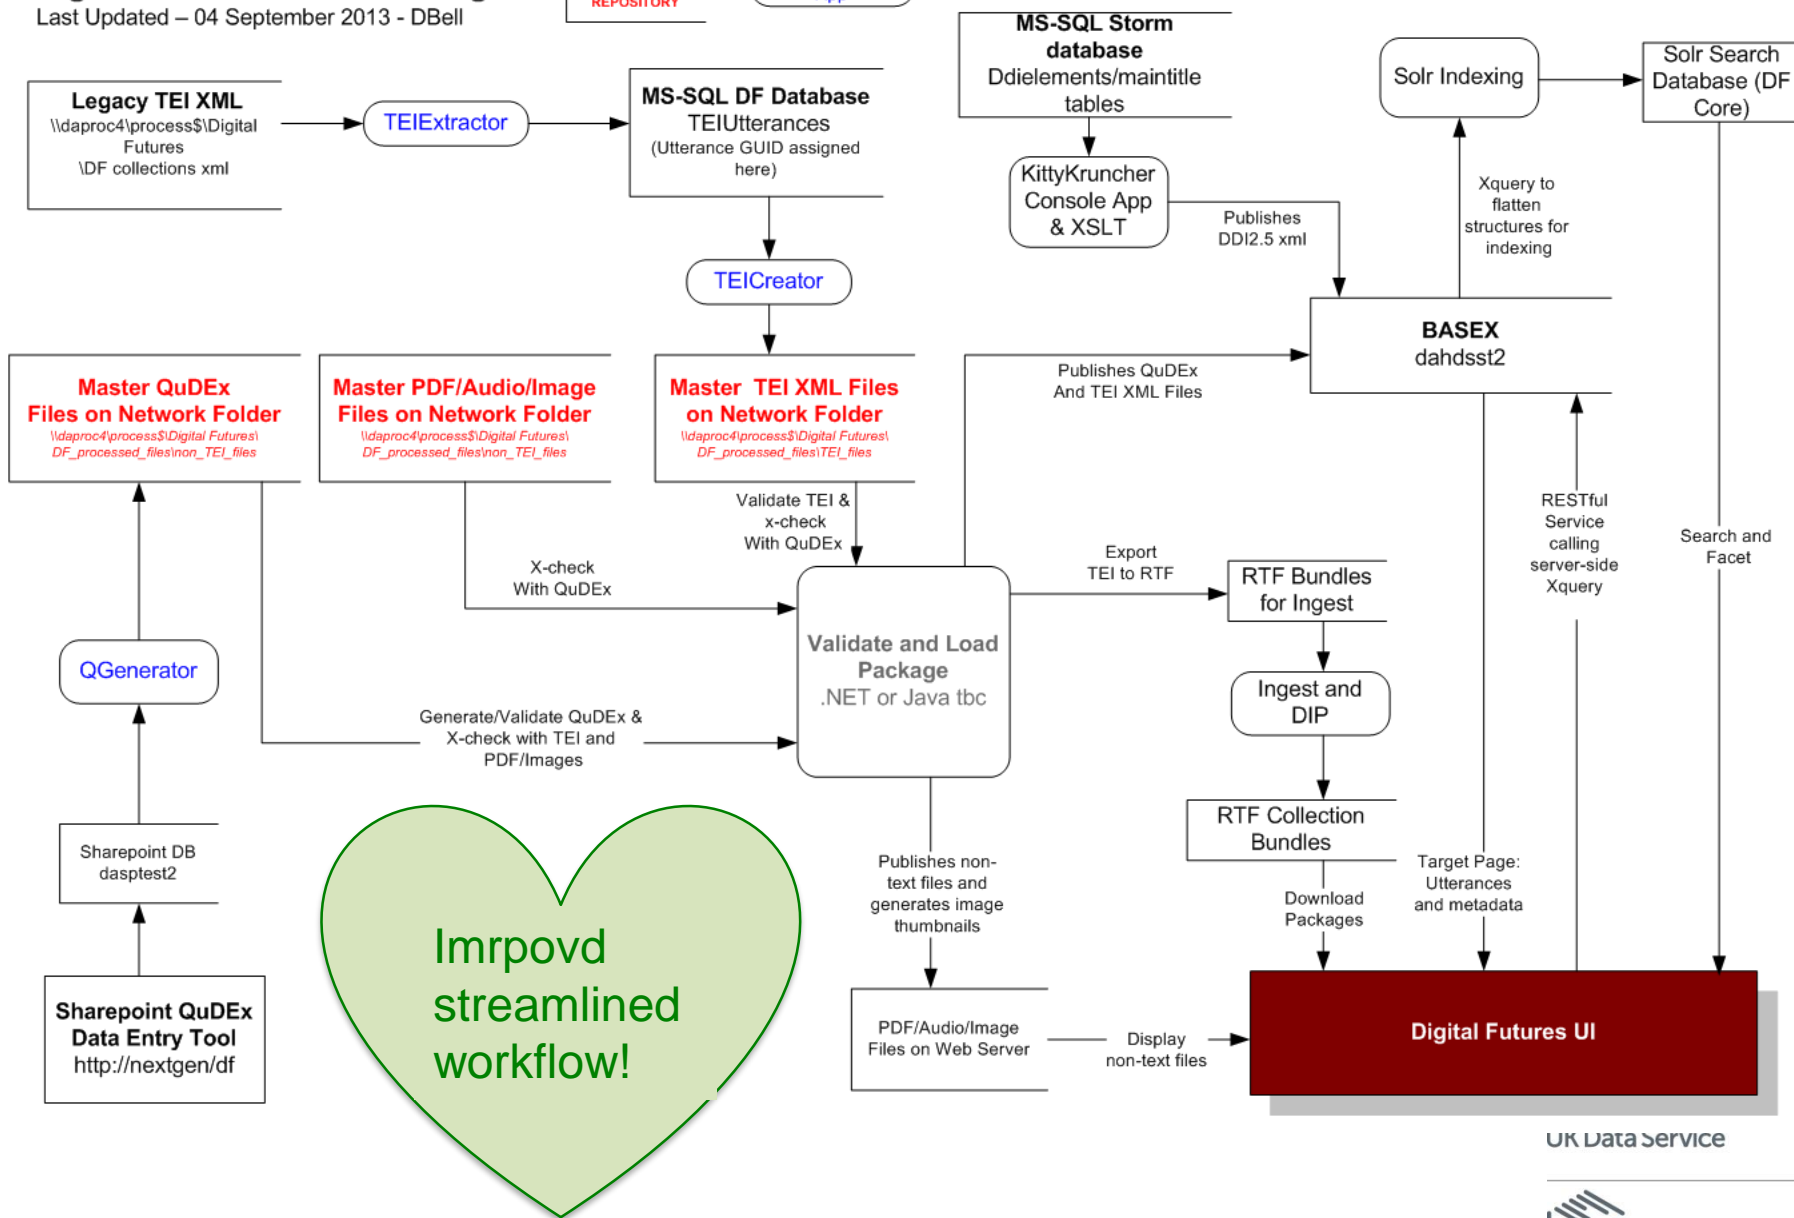 Last Updated – 04 September 2013 - DBell
REPOSITORY
Legacy TEI XML
\\daproc4\process$\Digital
Futures
\DF collections xml
TEIExtractor
MS-SQL DF Database
TEIUtterances
(Utterance GUID assigned
here)
MS-SQL Storm
database
Ddielements/maintitle
tables
Solr Indexing
Solr Search
Database (DF
Core)
KittyKruncher
Console App
& XSLT
Publishes
DDI2.5 xml
Xquery to
flatten
structures for
indexing
TEICreator
BASEX
dahdsst2
Master QuDEx
Files on Network Folder
\\daproc4\process$\Digital Futures\
DF_processed_files\non_TEI_files
Master PDF/Audio/Image
Files on Network Folder
\\daproc4\process$\Digital Futures\
DF_processed_files\non_TEI_files
Master TEI XML Files
on Network Folder
\\daproc4\process$\Digital Futures\
DF_processed_files\TEI_files
Publishes QuDEx
And TEI XML Files
Validate TEI &
x-check
With QuDEx
X-check
With QuDEx
Export
TEI to RTF
RTF Bundles
for Ingest
RESTful
Service
calling
server-side
Xquery
Search and
Facet
QGenerator
Validate and Load
Package
.NET or Java tbc
Ingest and
DIP
Generate/Validate QuDEx &
X-check with TEI and
PDF/Images
RTF Collection
Bundles
Sharepoint DB
dasptest2
Publishes non-
text files and
generates image
thumbnails
Download
Packages
Target Page:
Utterances
and metadata
Imrpovd
streamlined
workflow!
Sharepoint QuDEx
Data Entry Tool
http://nextgen/df
PDF/Audio/Image
Files on Web Server
Display
non-text files
Digital Futures UI
UK Data Service